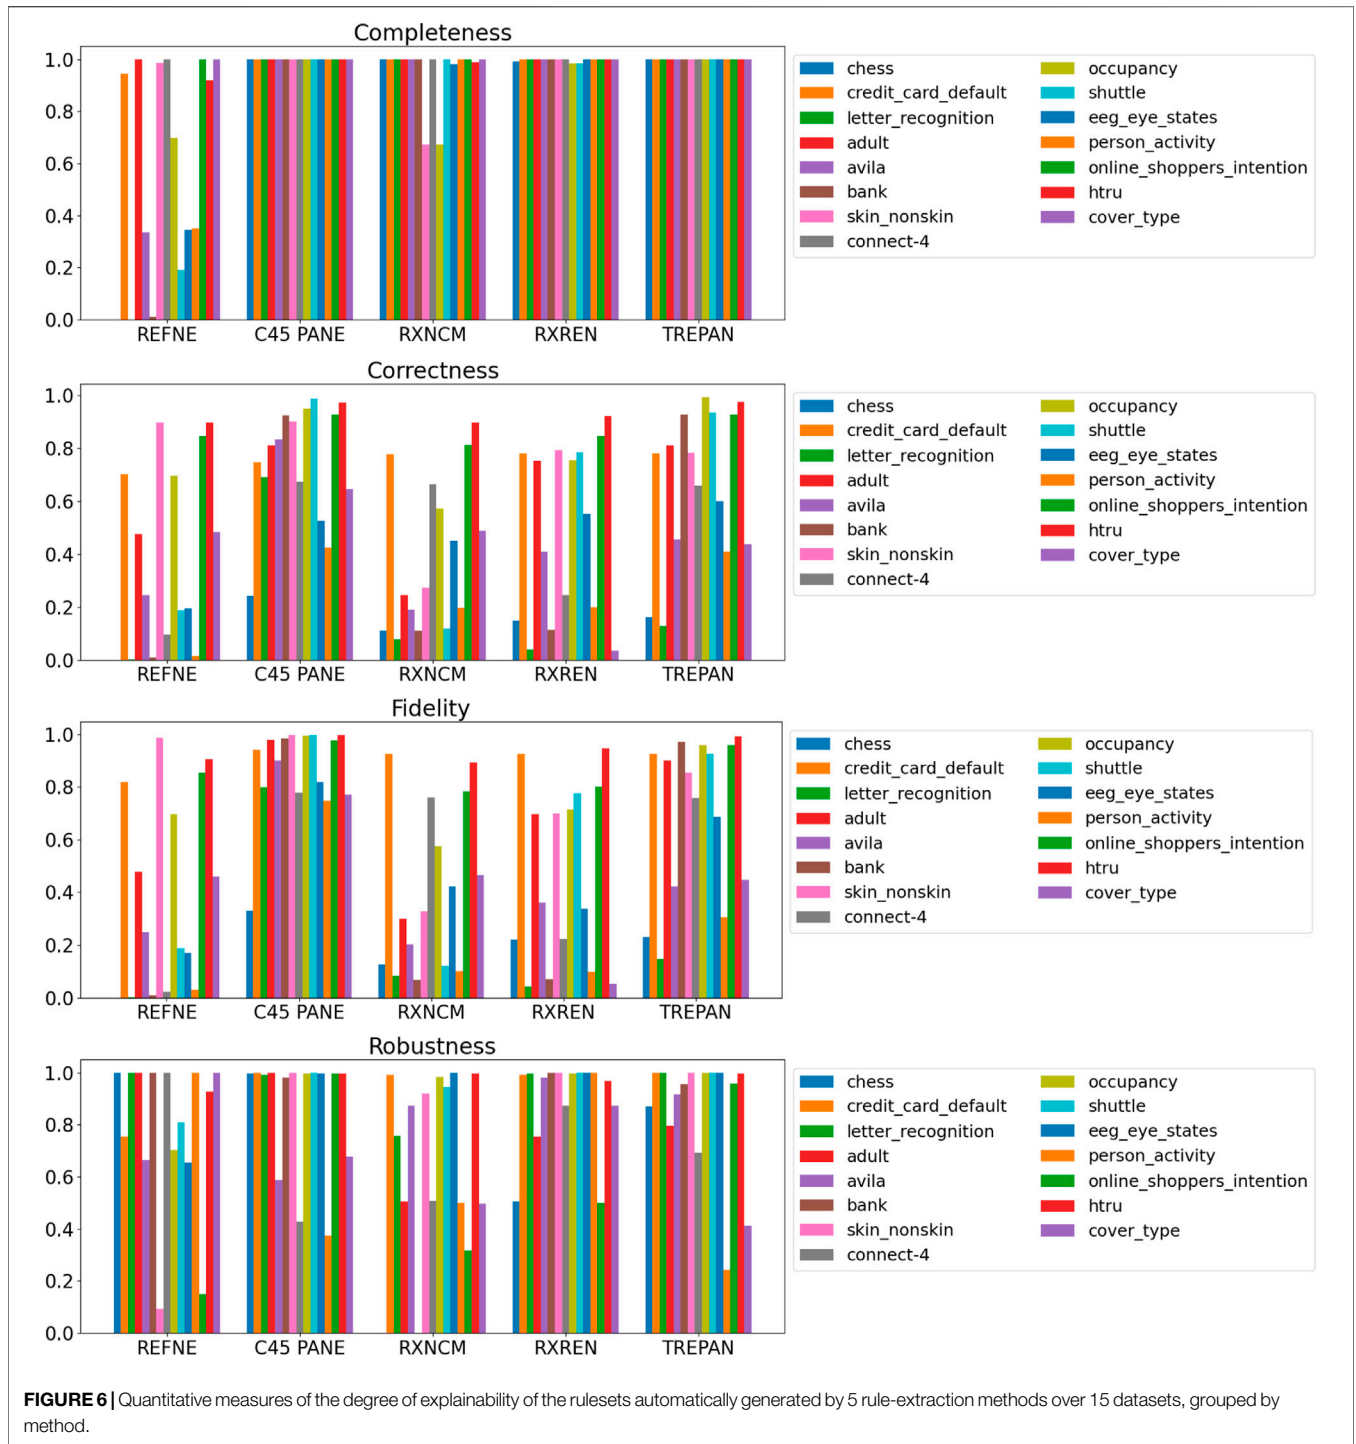 Completeness
1.0
0.8
0.6
0.4
0.2
0.0
REFNE C45 PANE RXNCM RXREN TREPAN
chess occupancy
credit_card_default shuttle
letter_recognition eeg_eye_states
adult person_activity
avila online_shoppers_intention
bank htru
skin_nonskin cover_type
connect-4
Correctness
1.0
0.8
0.6
0.4
0.2
0.0
REFNE C45 PANE RXNCM RXREN TREPAN
chess occupancy
credit_card_default shuttle
letter_recognition eeg_eye_states
adult person_activity
avila online_shoppers_intention
bank htru
skin_nonskin cover_type
connect-4
Fidelity
1.0
0.8
0.6
0.4
0.2
0.0
REFNE C45 PANE RXNCM RXREN TREPAN
chess occupancy
credit_card_default shuttle
letter_recognition eeg_eye_states
adult person_activity
avila online_shoppers_intention
bank htru
skin_nonskin cover_type
connect-4
Robustness
1.0
0.8
0.6
0.4
0.2
0.0
REFNE C45 PANE RXNCM RXREN TREPAN
chess occupancy
credit_card_default shuttle
letter_recognition eeg_eye_states
adult person_activity
avila online_shoppers_intention
bank htru
skin_nonskin cover_type
connect-4
FIGURE 6 | Quantitative measures of the degree of explainability of the rulesets automatically generated by 5 rule-extraction methods over 15 datasets, grouped by
method.